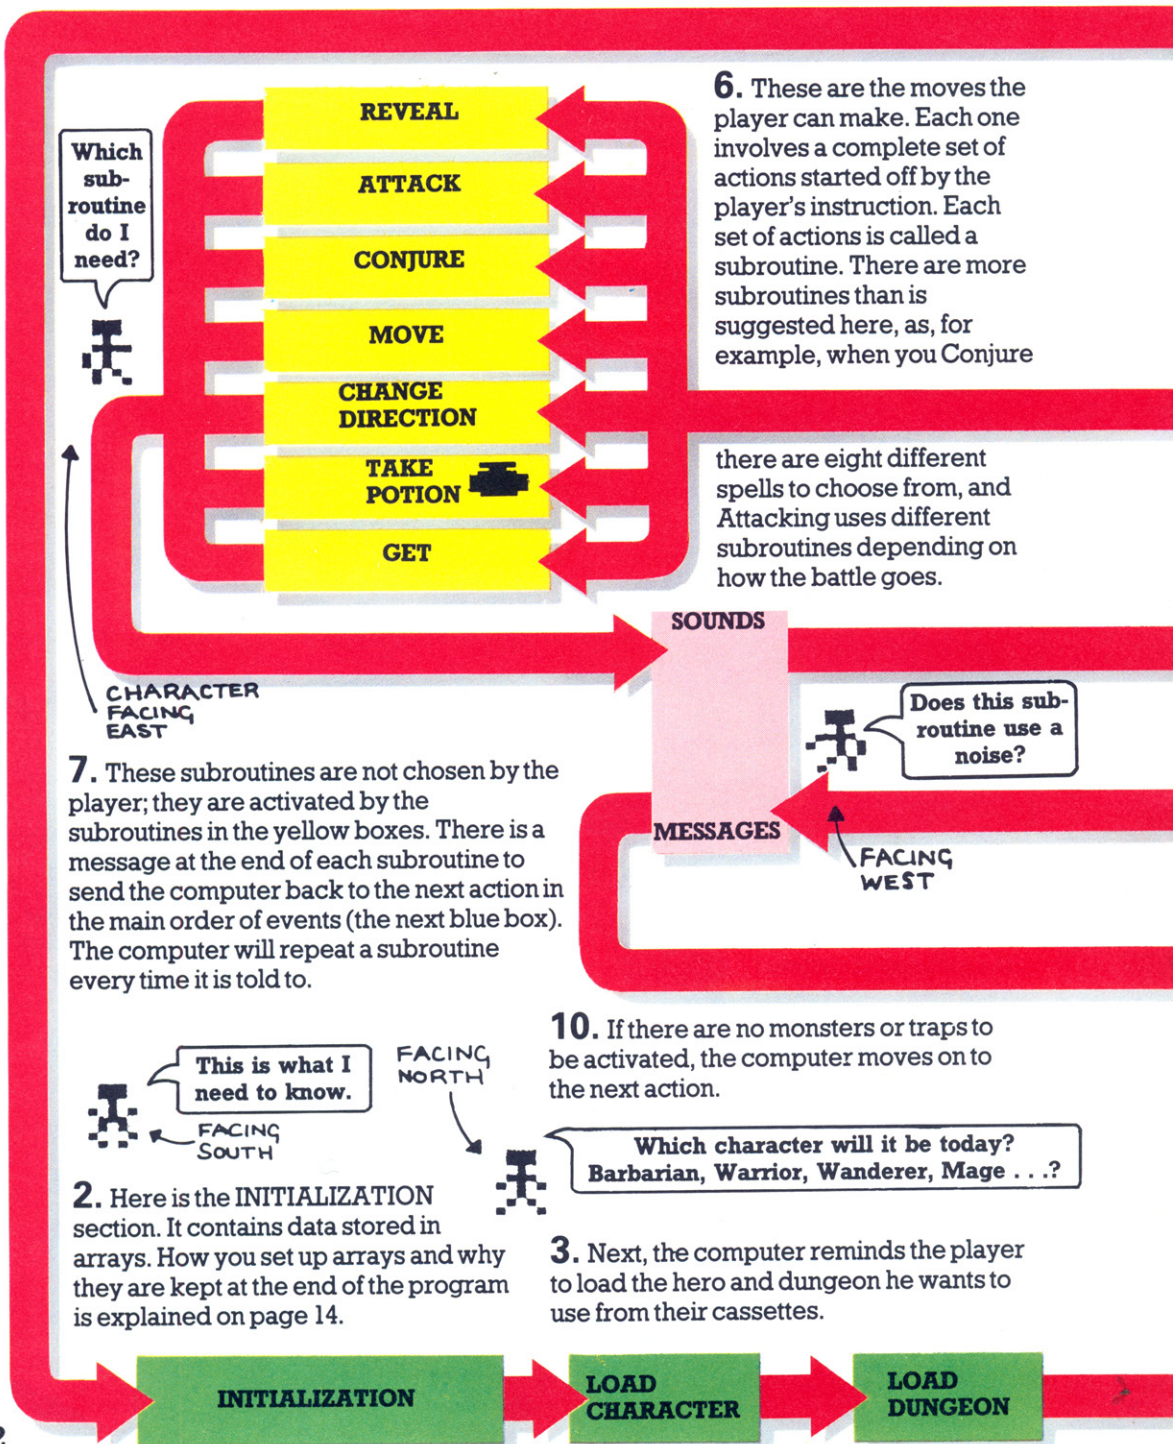 REVEAL
ATTACK
CONJURE
MOVE
CHANGE
DIRECTION
TAKE
POTION
GET
Which
sub-
routine
do I
need?
6. These are the moves the
player can make. Each one
involves a complete set of
actions started off by the
player's instruction. Each
set of actions is called a
subroutine. There are more
subroutines than is
suggested here, as, for
example, when you Conjure
there are eight different
spells to choose from, and
Attacking uses different
subroutines depending on
how the battle goes.
SOUNDS
MESSAGES
CHARACTER
FACING
EAST
Does this sub-
routine use a
noise?
FACING
WEST
7. These subroutines are not chosen by the
player; they are activated by the
subroutines in the yellow boxes. There is a
message at the end of each subroutine to
send the computer back to the next action in
the main order of events (the next blue box).
The computer will repeat a subroutine
every time it is told to.
10. If there are no monsters or traps to
be activated, the computer moves on to
the next action.
This is what I
need to know.
FACING
SOUTH
FACING
NORTH
Which character will it be today?
Barbarian, Warrior, Wanderer, Mage . . .?
2. Here is the INITIALIZATION
section. It contains data stored in
arrays. How you set up arrays and why
they are kept at the end of the program
is explained on page 14.
3. Next, the computer reminds the player
to load the hero and dungeon he wants to
use from their cassettes.
INITIALIZATION
LOAD
CHARACTER
LOAD
DUNGEON